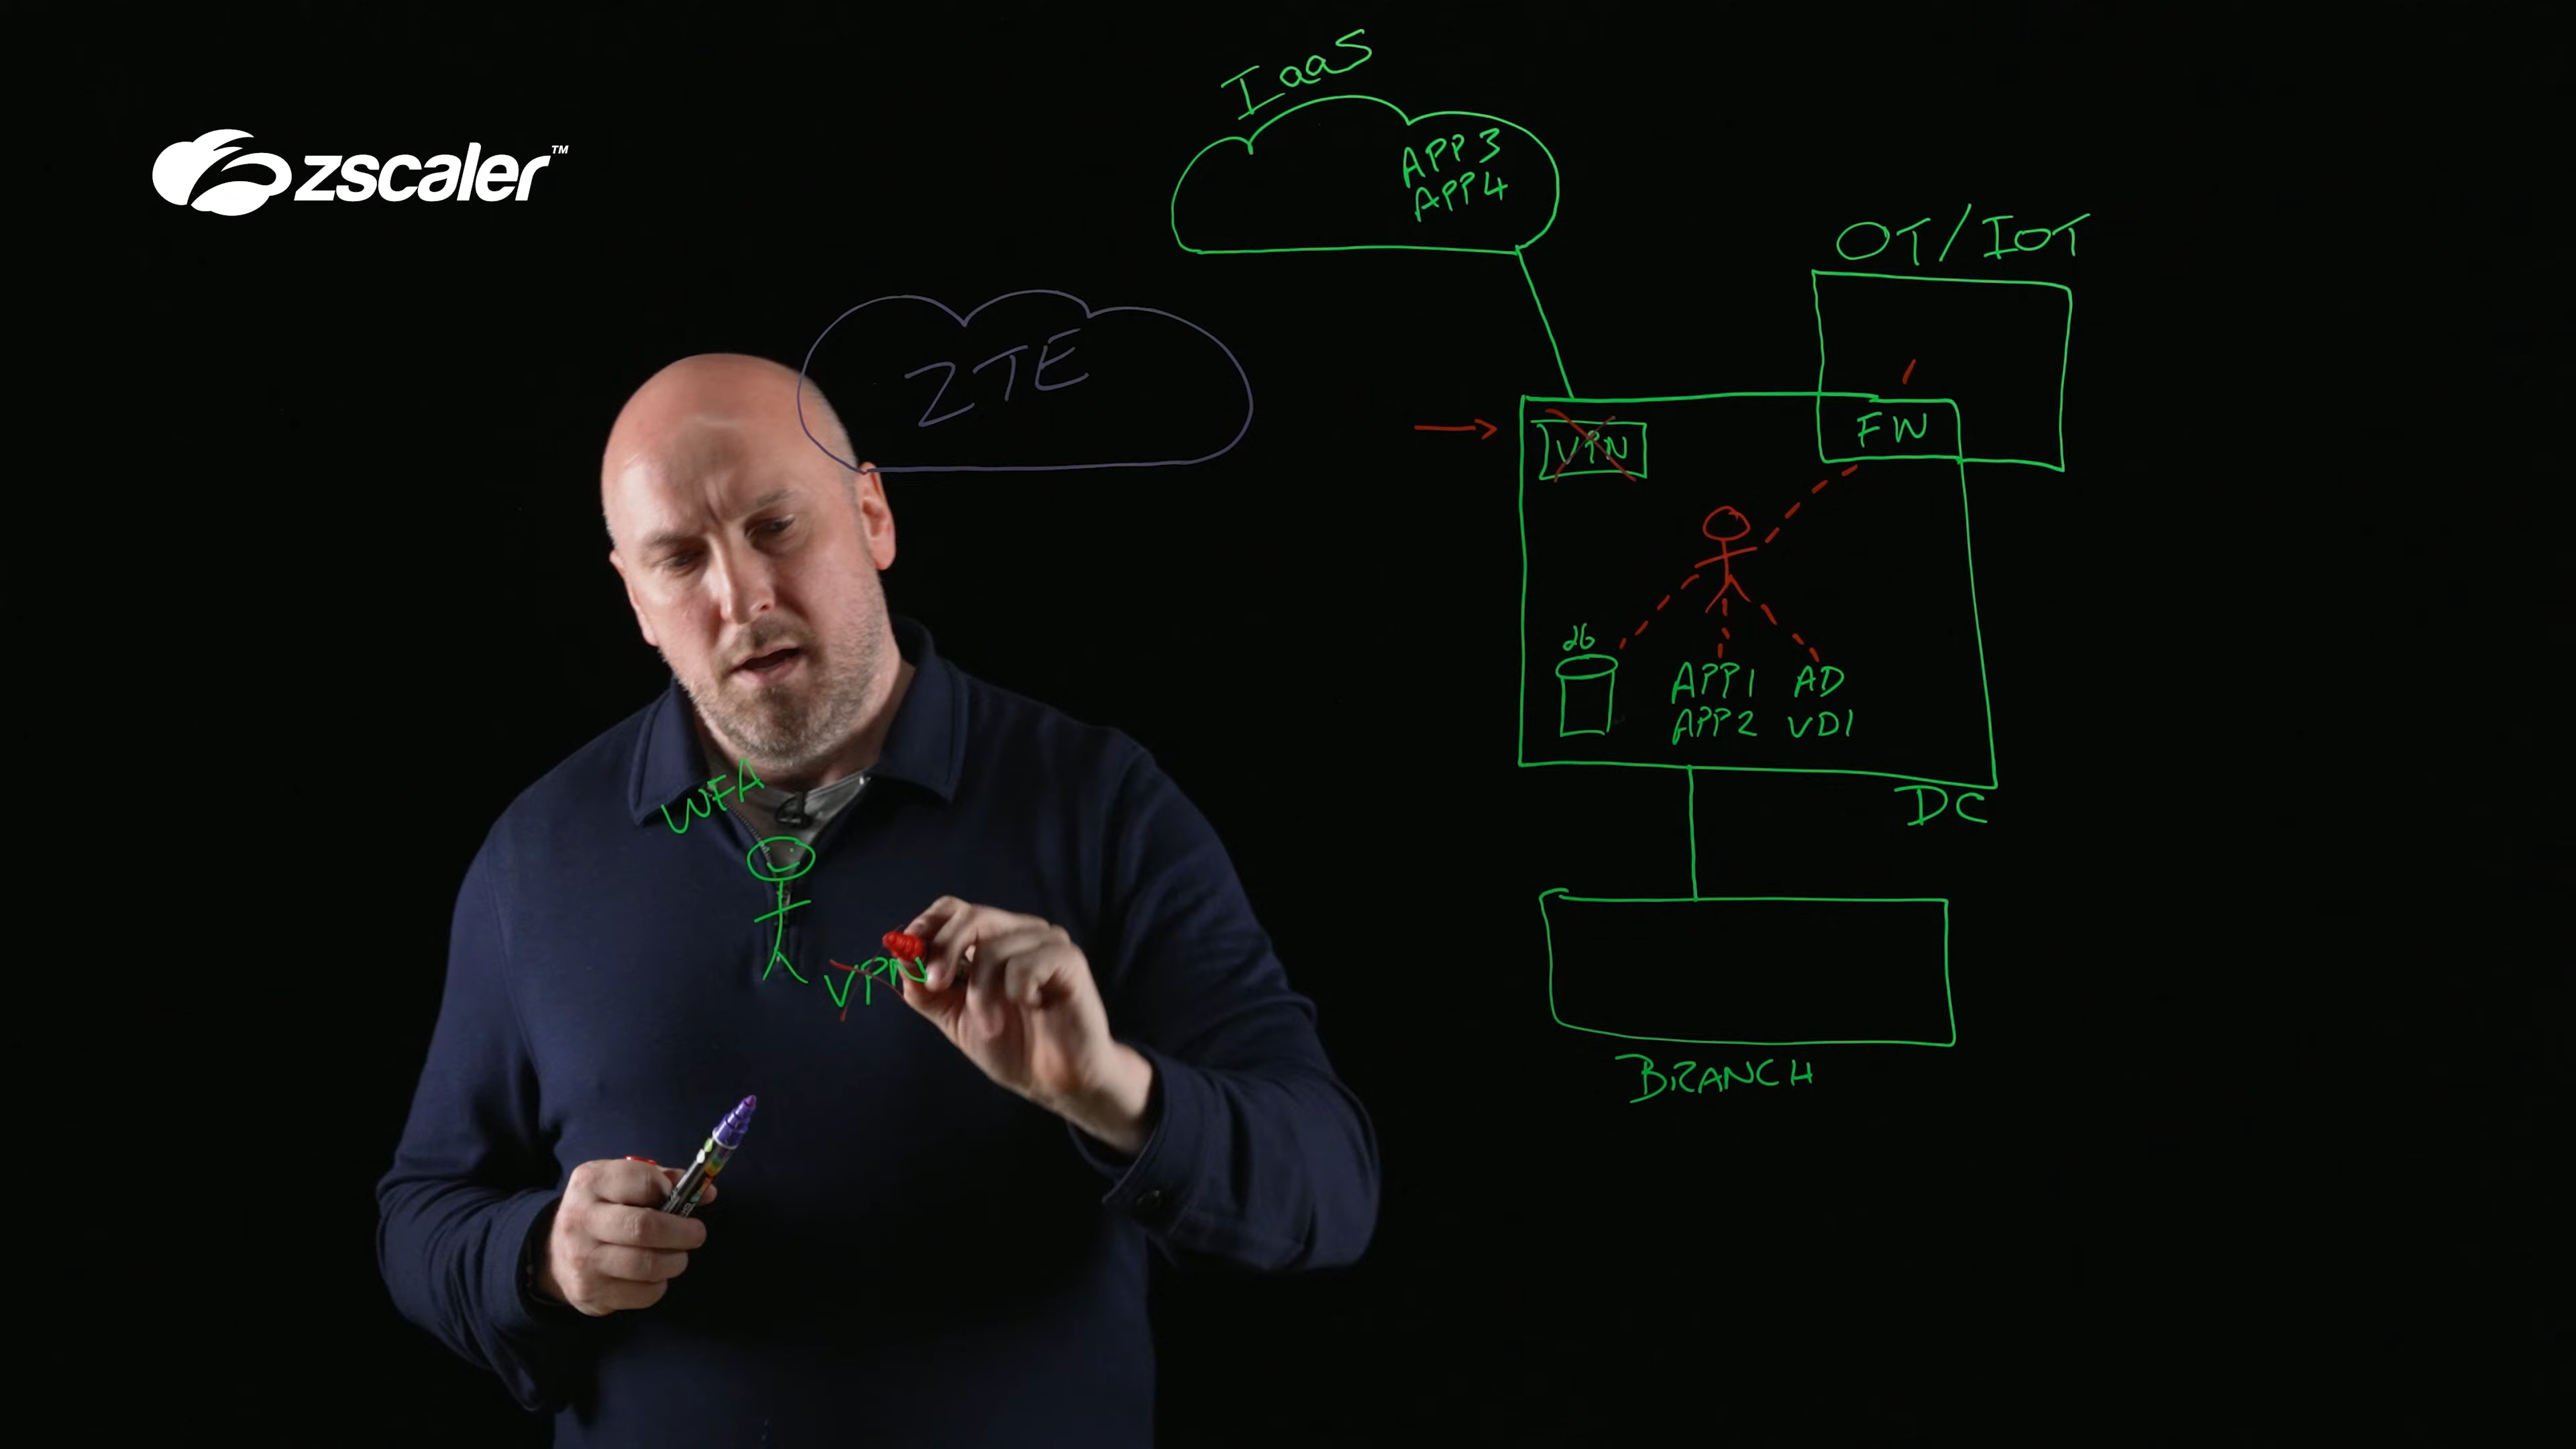 zscaler™
IaaS
APP3
APP4
OT/IOT
ZTE
VPN
FW
db
APP1 AD
APP2 VDI
DC
WFA
VPN
BRANCH